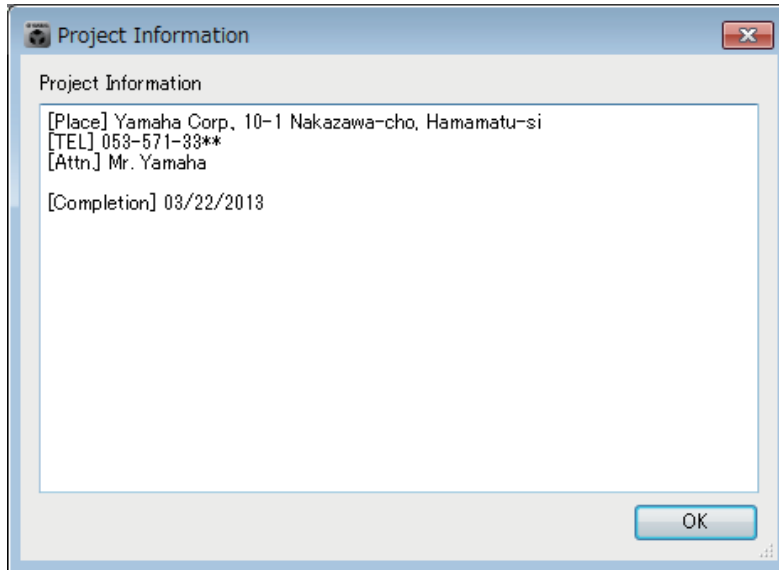 Project Information
Project Information
[Place] Yamaha Corp, 10-1 Nakazawa-cho, Hamamatu-si
[TEL] 053-571-33**
[Attn.] Mr. Yamaha
[Completion] 03/22/2013
OK